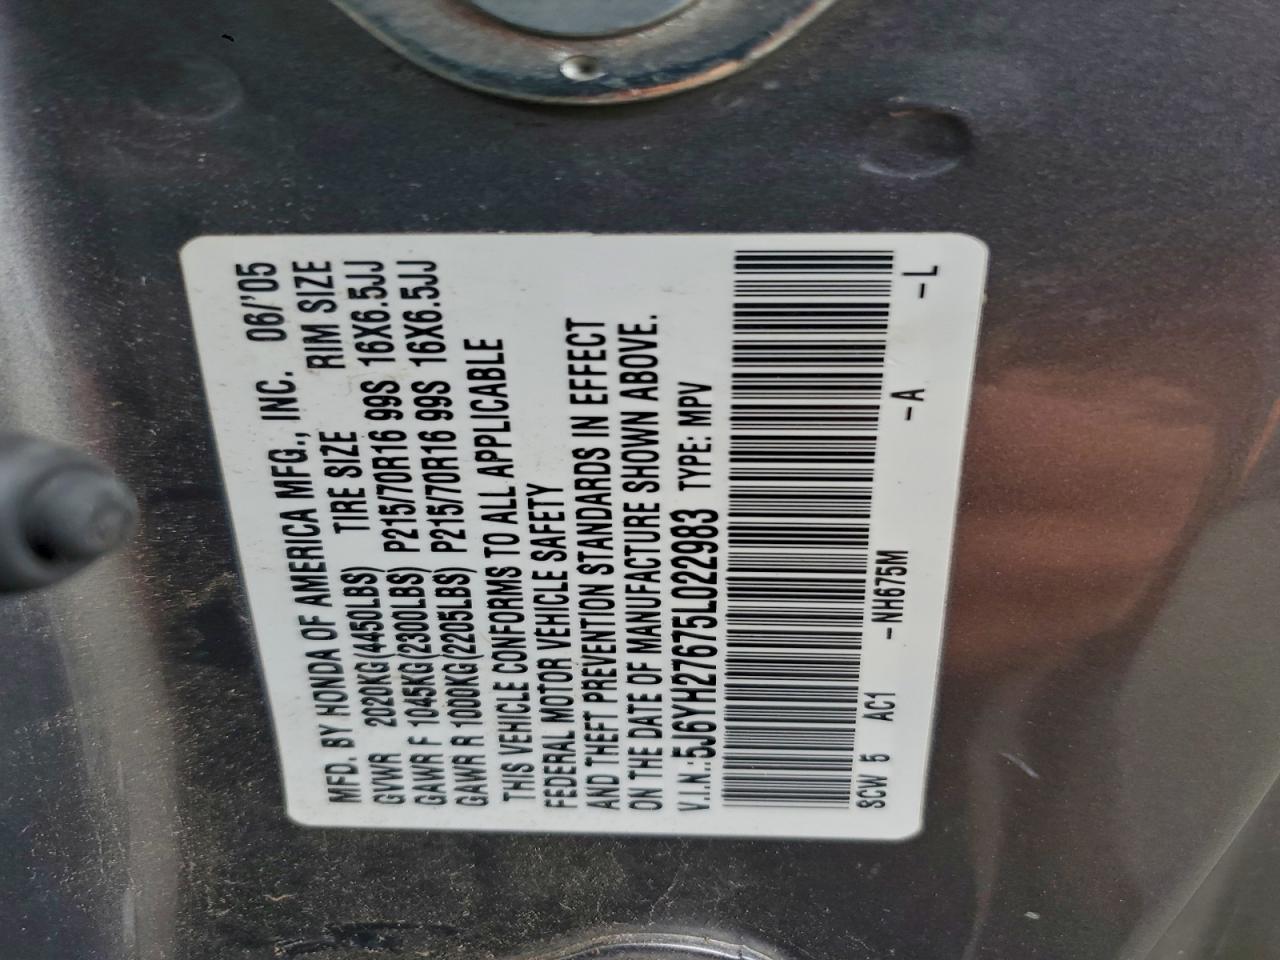 MFD. BY HONDA OF AMERICA MFG., INC. 06/'05
GVWR 2020KG(4450LBS) TIRE SIZE RIM SIZE
GAWR F 1045KG(2300LBS) P215/70R16 99S 16X6.5JJ
GAWR R 1000KG(2205LBS) P215/70R16 99S 16X6.5JJ
THIS VEHICLE CONFORMS TO ALL APPLICABLE
FEDERAL MOTOR VEHICLE SAFETY
AND THEFT PREVENTION STANDARDS IN EFFECT
ON THE DATE OF MANUFACTURE SHOWN ABOVE.
V.I.N.:5J6YH27675L022983 TYPE: MPV
SCW 5 AC1 -NH675M -A -L